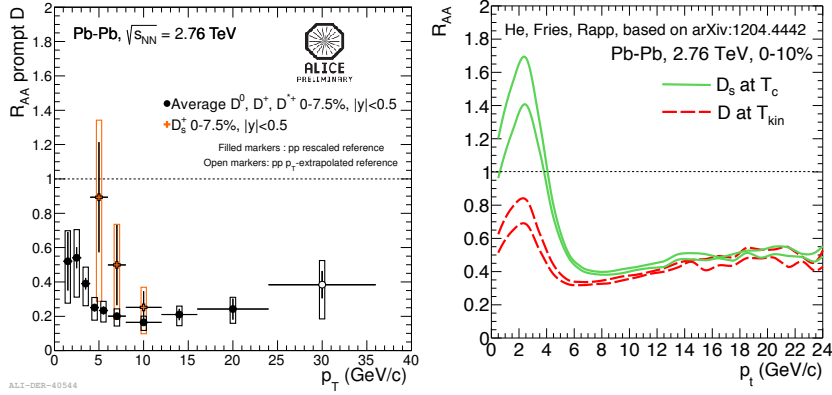 R_AA prompt D
2
1.8
1.6
1.4
1.2
1
0.8
0.6
0.4
0.2
0
Pb-Pb, √s_NN = 2.76 TeV
ALICE
PRELIMINARY
Average D⁰, D⁺, D*⁺ 0-7.5%, |y|<0.5
D_s⁺ 0-7.5%, |y|<0.5
Filled markers : pp rescaled reference
Open markers: pp p_T-extrapolated reference
0 5 10 15 20 25 30 35 40
p_T (GeV/c)
ALI-DER-40544
R_AA
2
1.8
1.6
1.4
1.2
1
0.8
0.6
0.4
0.2
0
He, Fries, Rapp, based on arXiv:1204.4442
Pb-Pb, 2.76 TeV, 0-10%
D_s at T_c
D at T_kin
0 2 4 6 8 10 12 14 16 18 20 22 24
p_t (GeV/c)